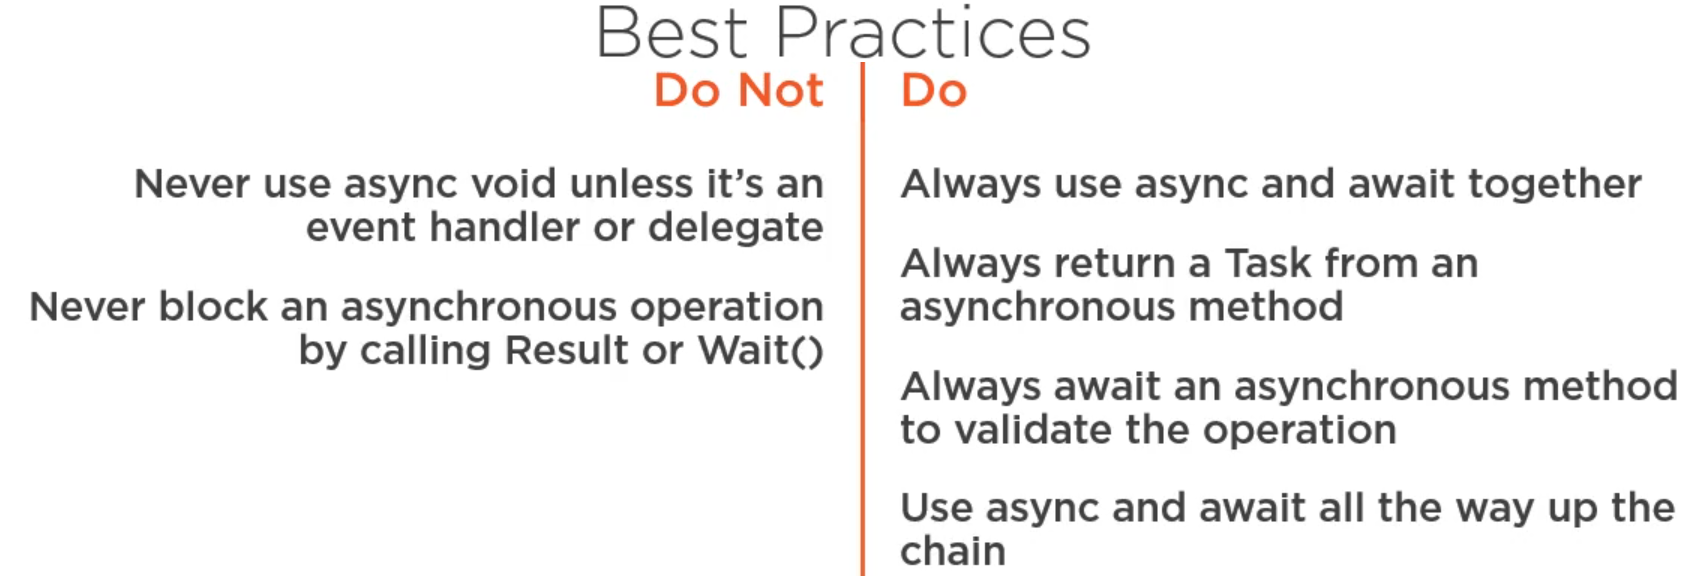 Best Practices
Do Not
Never use async void unless it’s an
event handler or delegate
Never block an asynchronous operation
by calling Result or Wait()
Do
Always use async and await together
Always return a Task from an
asynchronous method
Always await an asynchronous method
to validate the operation
Use async and await all the way up the
chain